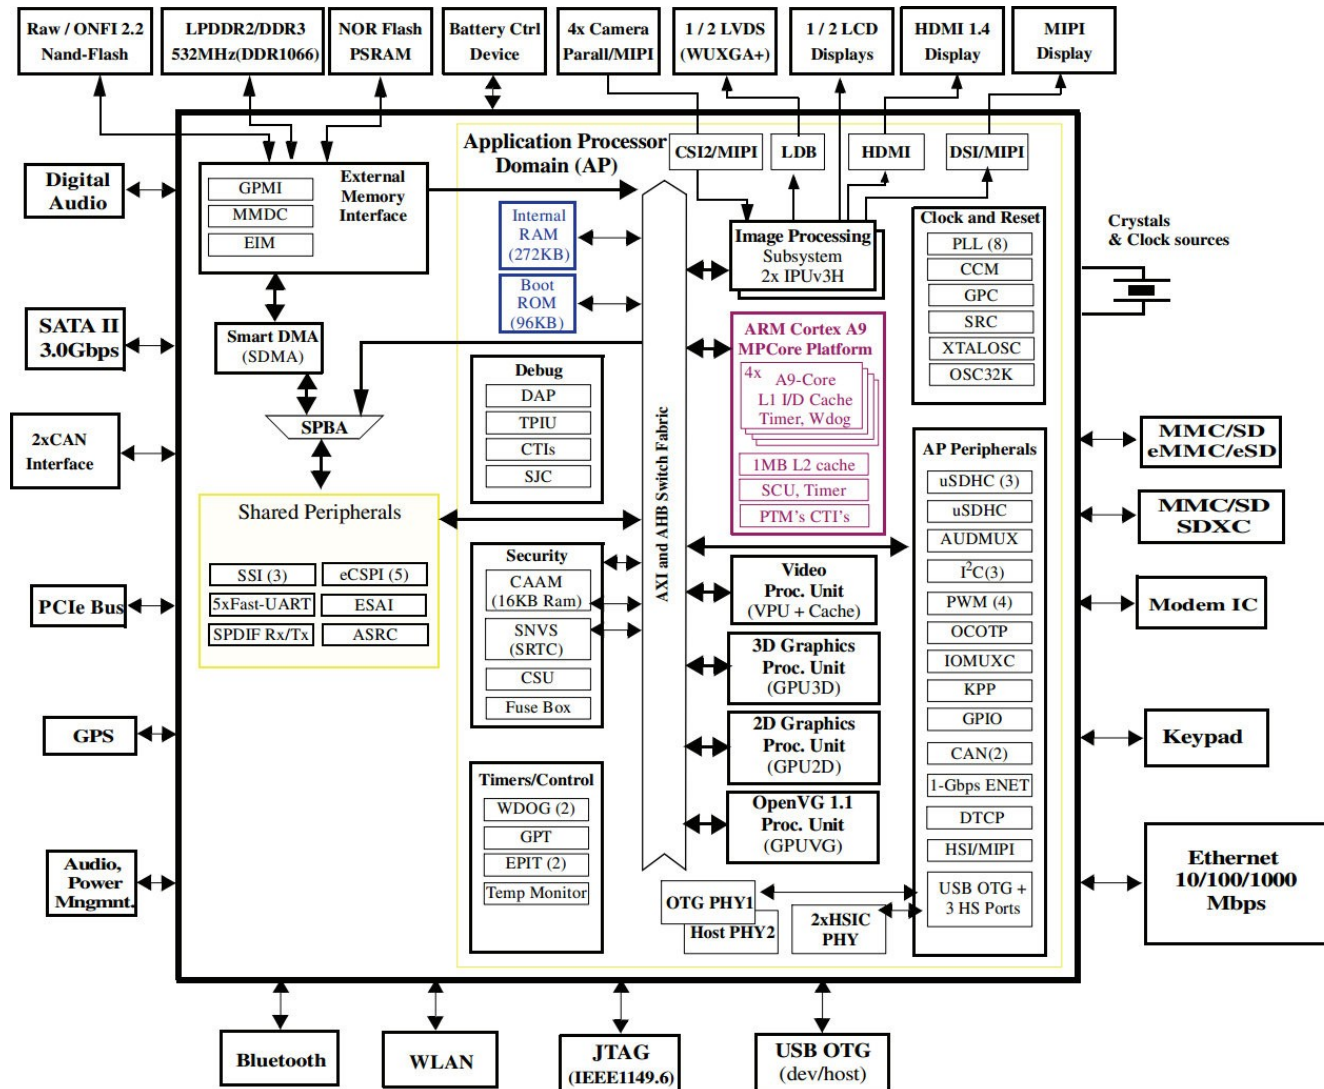 Raw / ONFI 2.2
Nand-Flash
LPDDR2/DDR3
532MHz(DDR1066)
NOR Flash
PSRAM
Battery Ctrl
Device
4x Camera
Parall/MIPI
1 / 2 LVDS
(WUXGA+)
1 / 2 LCD
Displays
HDMI 1.4
Display
MIPI
Display
Digital
Audio
SATA II
3.0Gbps
2xCAN
Interface
PCIe Bus
GPS
Audio,
Power
Mngmnt.
External
Memory
Interface
GPMI
MMDC
EIM
Smart DMA
(SDMA)
SPBA
Shared Peripherals
SSI (3)
eCSPI (5)
5xFast-UART
ESAI
SPDIF Rx/Tx
ASRC
Application Processor
Domain (AP)
Internal
RAM
(272KB)
Boot
ROM
(96KB)
Debug
DAP
TPIU
CTIs
SJC
Security
CAAM
(16KB Ram)
SNVS
(SRTC)
CSU
Fuse Box
Timers/Control
WDOG (2)
GPT
EPIT (2)
Temp Monitor
AXI and AHB Switch Fabric
CSI2/MIPI
LDB
HDMI
DSI/MIPI
Image Processing
Subsystem
2x IPUv3H
ARM Cortex A9
MPCore Platform
4x
A9-Core
L1 I/D Cache
Timer, Wdog
1MB L2 cache
SCU, Timer
PTM's CTI's
Video
Proc. Unit
(VPU + Cache)
3D Graphics
Proc. Unit
(GPU3D)
2D Graphics
Proc. Unit
(GPU2D)
OpenVG 1.1
Proc. Unit
(GPUVG)
OTG PHY1
Host PHY2
2xHSIC
PHY
Clock and Reset
PLL (8)
CCM
GPC
SRC
XTALOSC
OSC32K
AP Peripherals
uSDHC (3)
uSDHC
AUDMUX
I2C(3)
PWM (4)
OCOTP
IOMUXC
KPP
GPIO
CAN(2)
1-Gbps ENET
DTCP
HSI/MIPI
USB OTG +
3 HS Ports
Crystals
& Clock sources
MMC/SD
eMMC/eSD
MMC/SD
SDXC
Modem IC
Keypad
Ethernet
10/100/1000
Mbps
Bluetooth
WLAN
JTAG
(IEEE1149.6)
USB OTG
(dev/host)